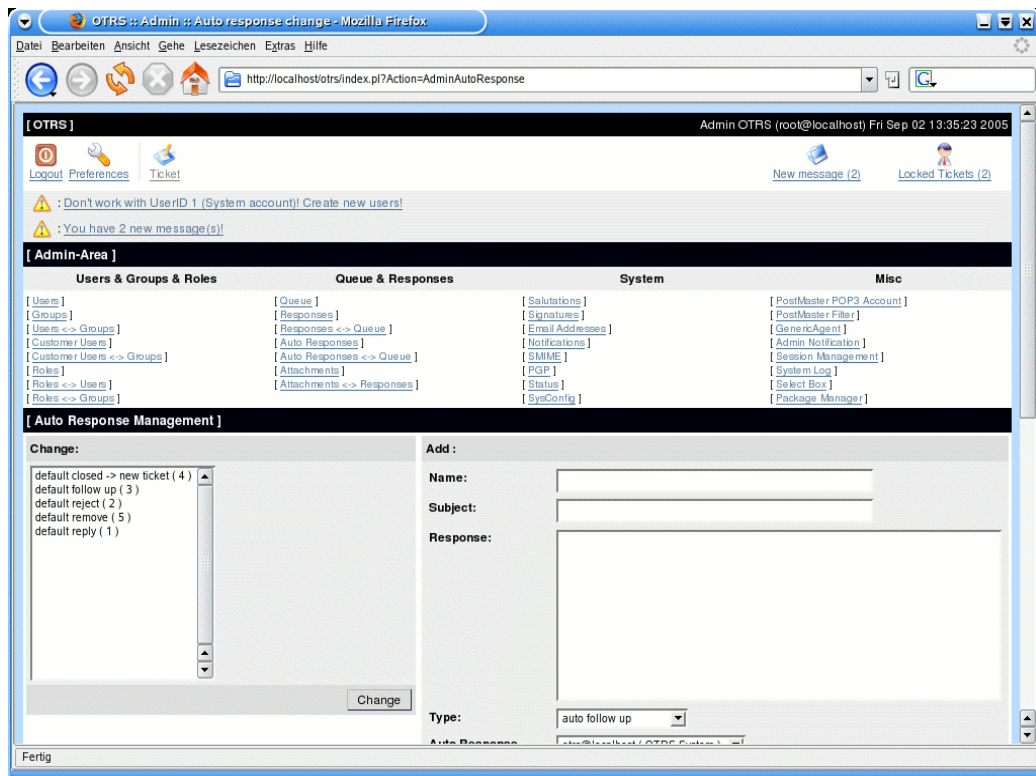 OTRS :: Admin :: Auto response change - Mozilla Firefox
Datei Bearbeiten Ansicht Gehe Lesezeichen Extras Hilfe
http://localhost/otrs/index.pl?Action=AdminAutoResponse
G
[ OTRS ] Admin OTRS (root@localhost) Fri Sep 02 13:35:23 2005
Logout Preferences Ticket New message (2) Locked Tickets (2)
: Don't work with UserID 1 (System account)! Create new users!
: You have 2 new message(s)!
[ Admin-Area ]
Users & Groups & Roles Queue & Responses System Misc
[ Users ] [ Queue ] [ Salutations ] [ PostMaster POP3 Account ]
[ Groups ] [ Responses ] [ Signatures ] [ PostMaster Filter ]
[ Users <-> Groups ] [ Responses <-> Queue ] [ Email Addresses ] [ GenericAgent ]
[ Customer Users ] [ Auto Responses ] [ Notifications ] [ Admin Notification ]
[ Customer Users <-> Groups ] [ Auto Responses <-> Queue ] [ SMIME ] [ Session Management ]
[ Roles ] [ Attachments ] [ PGP ] [ System Log ]
[ Roles <-> Users ] [ Attachments <-> Responses ] [ Status ] [ Select Box ]
[ Roles <-> Groups ] [ SysConfig ] [ Package Manager ]
[ Auto Response Management ]
Change: Add :
default closed -> new ticket ( 4 )
default follow up ( 3 )
default reject ( 2 )
default remove ( 5 )
default reply ( 1 )
Name:
Subject:
Response:
Change
Type: auto follow up
Auto Response otrs@localhost ( OTRS System )
Fertig